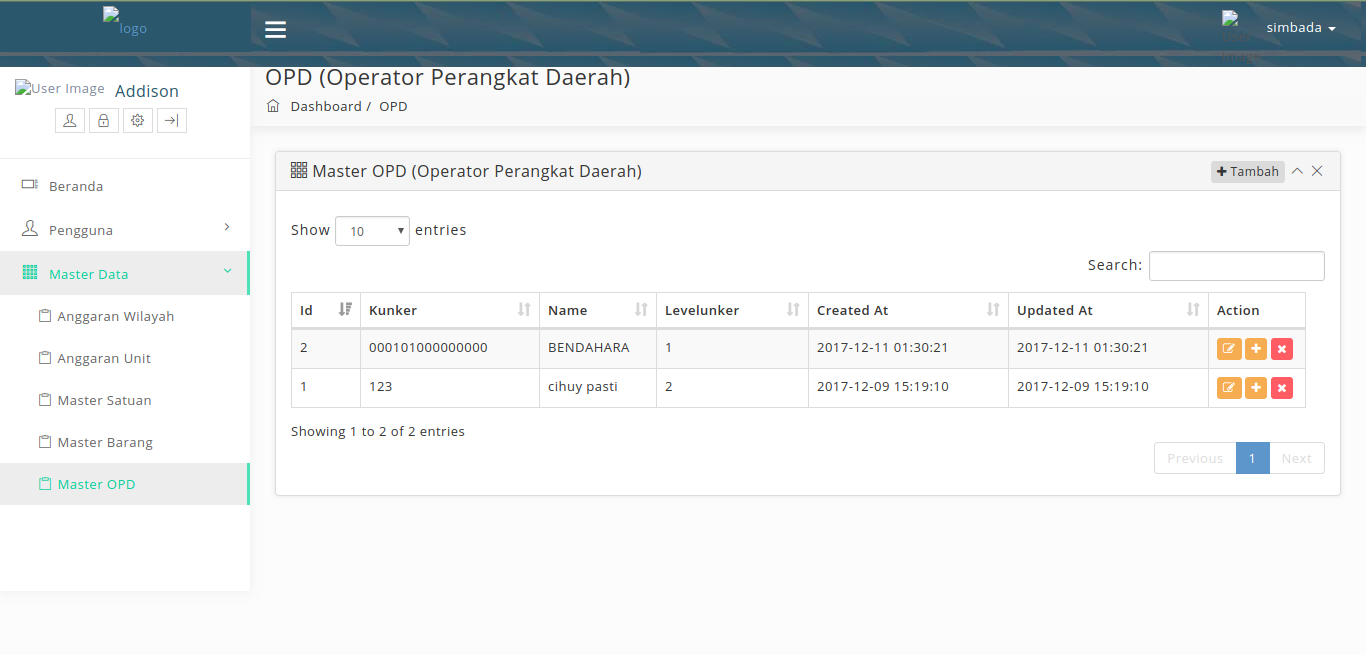 logo
simbada
User Image
Addison
OPD (Operator Perangkat Daerah)
Dashboard / OPD
Beranda
Pengguna
Master Data
Anggaran Wilayah
Anggaran Unit
Master Satuan
Master Barang
Master OPD
Master OPD (Operator Perangkat Daerah)
Tambah
Show 10 entries
Search:
Id Kunker Name Levelunker Created At Updated At Action
2 000101000000000 BENDAHARA 1 2017-12-11 01:30:21 2017-12-11 01:30:21
1 123 cihuy pasti 2 2017-12-09 15:19:10 2017-12-09 15:19:10
Showing 1 to 2 of 2 entries
Previous 1 Next